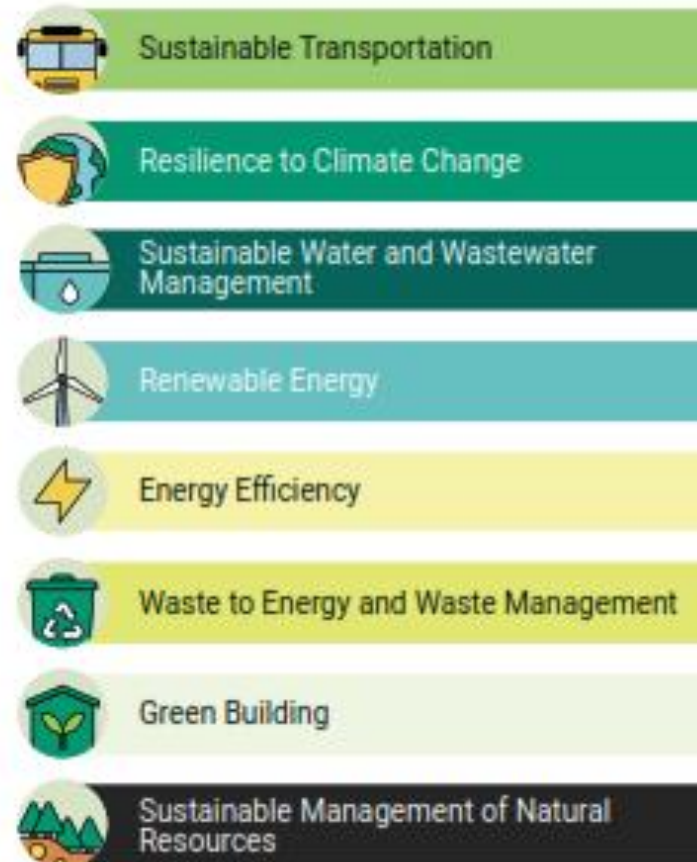 Sustainable Transportation
Resilience to Climate Change
Sustainable Water and Wastewater
Management
Renewable Energy
Energy Efficiency
Waste to Energy and Waste Management
Green Building
Sustainable Management of Natural
Resources